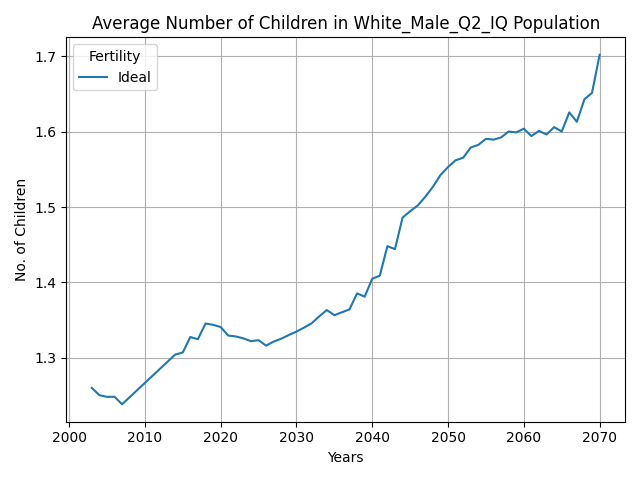 Average Number of Children in White_Male_Q2_IQ Population
Fertility
Ideal
1.7
1.6
1.5
1.4
1.3
No. of Children
2000 2010 2020 2030 2040 2050 2060 2070
Years